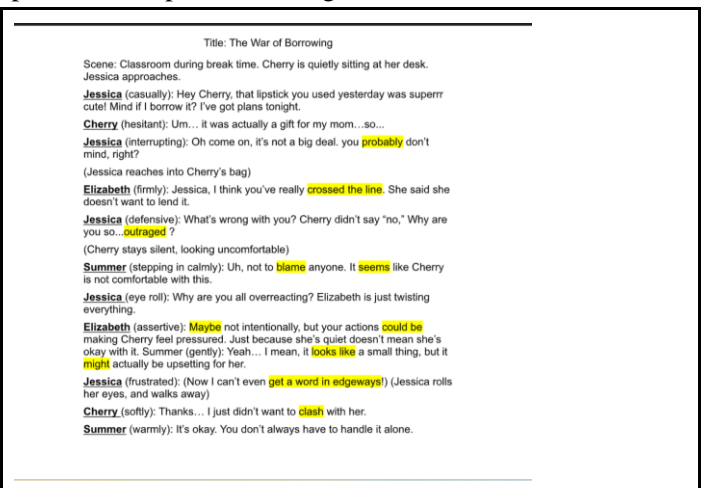 Title: The War of Borrowing
Scene: Classroom during break time. Cherry is quietly sitting at her desk.
Jessica approaches.
Jessica (casually): Hey Cherry, that lipstick you used yesterday was superrr
cute! Mind if I borrow it? I've got plans tonight.
Cherry (hesitant): Um… it was actually a gift for my mom…so...
Jessica (interrupting): Oh come on, it's not a big deal. you probably don't
mind, right?
(Jessica reaches into Cherry's bag)
Elizabeth (firmly): Jessica, I think you've really crossed the line. She said she
doesn't want to lend it.
Jessica (defensive): What's wrong with you? Cherry didn't say "no," Why are
you so...outraged ?
(Cherry stays silent, looking uncomfortable)
Summer (stepping in calmly): Uh, not to blame anyone. It seems like Cherry
is not comfortable with this.
Jessica (eye roll): Why are you all overreacting? Elizabeth is just twisting
everything.
Elizabeth (assertive): Maybe not intentionally, but your actions could be
making Cherry feel pressured. Just because she's quiet doesn't mean she's
okay with it. Summer (gently): Yeah… I mean, it looks like a small thing, but it
might actually be upsetting for her.
Jessica (frustrated): (Now I can't even get a word in edgeways!) (Jessica rolls
her eyes, and walks away)
Cherry (softly): Thanks… I just didn't want to clash with her.
Summer (warmly): It's okay. You don't always have to handle it alone.